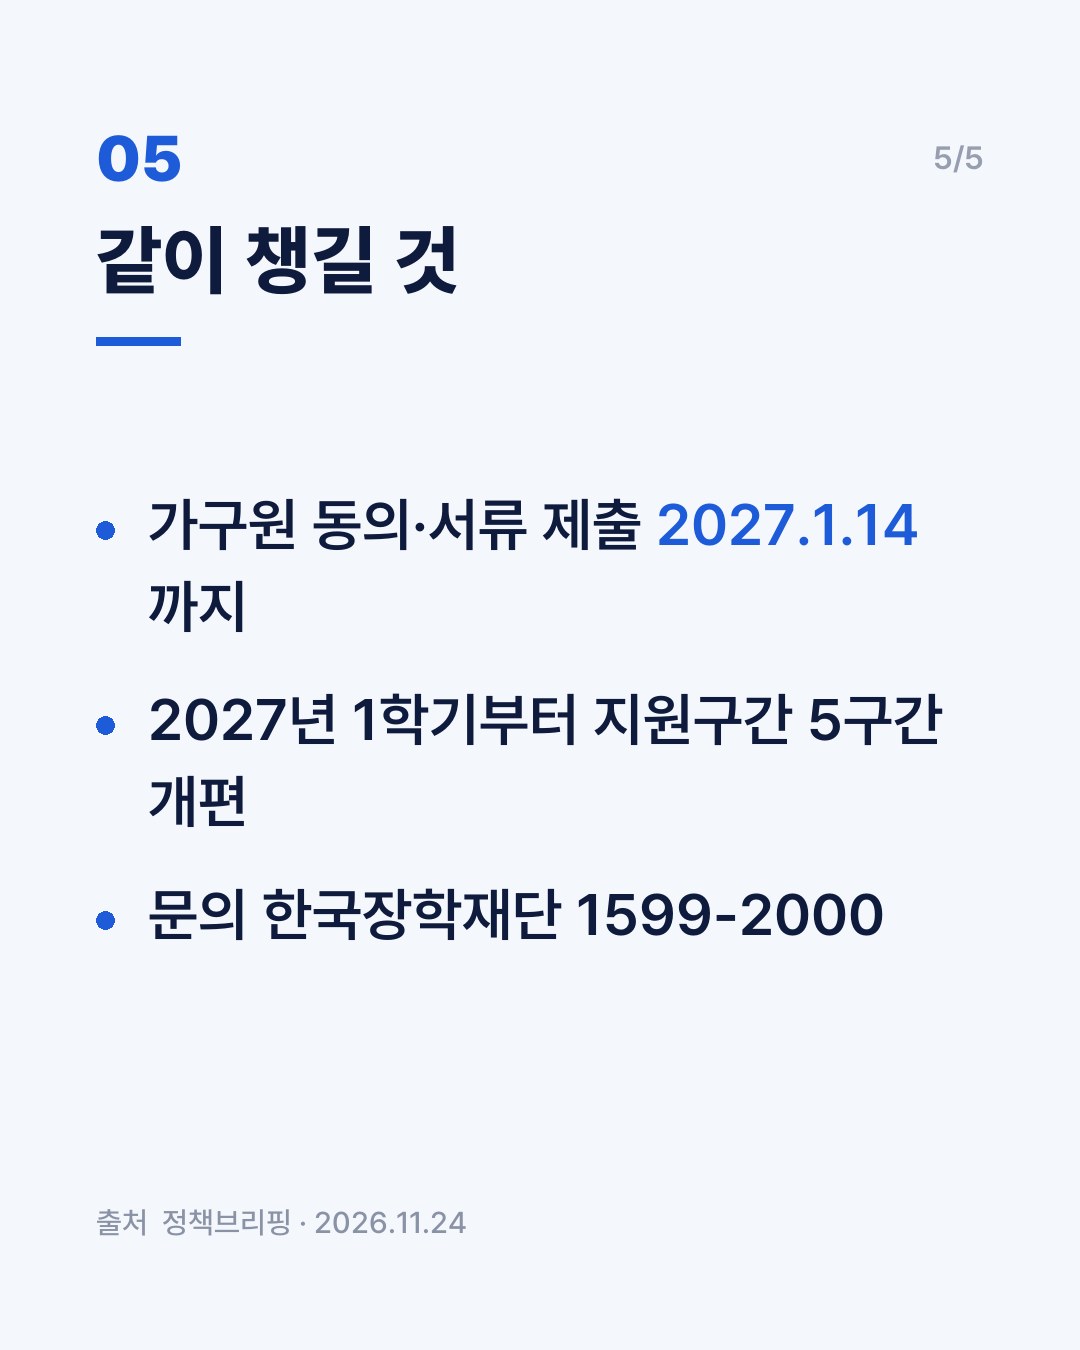 05
5/5
같이 챙길 것
가구원 동의·서류 제출 2027.1.14
까지
2027년 1학기부터 지원구간 5구간
개편
문의 한국장학재단 1599-2000
출처 정책브리핑 · 2026.11.24